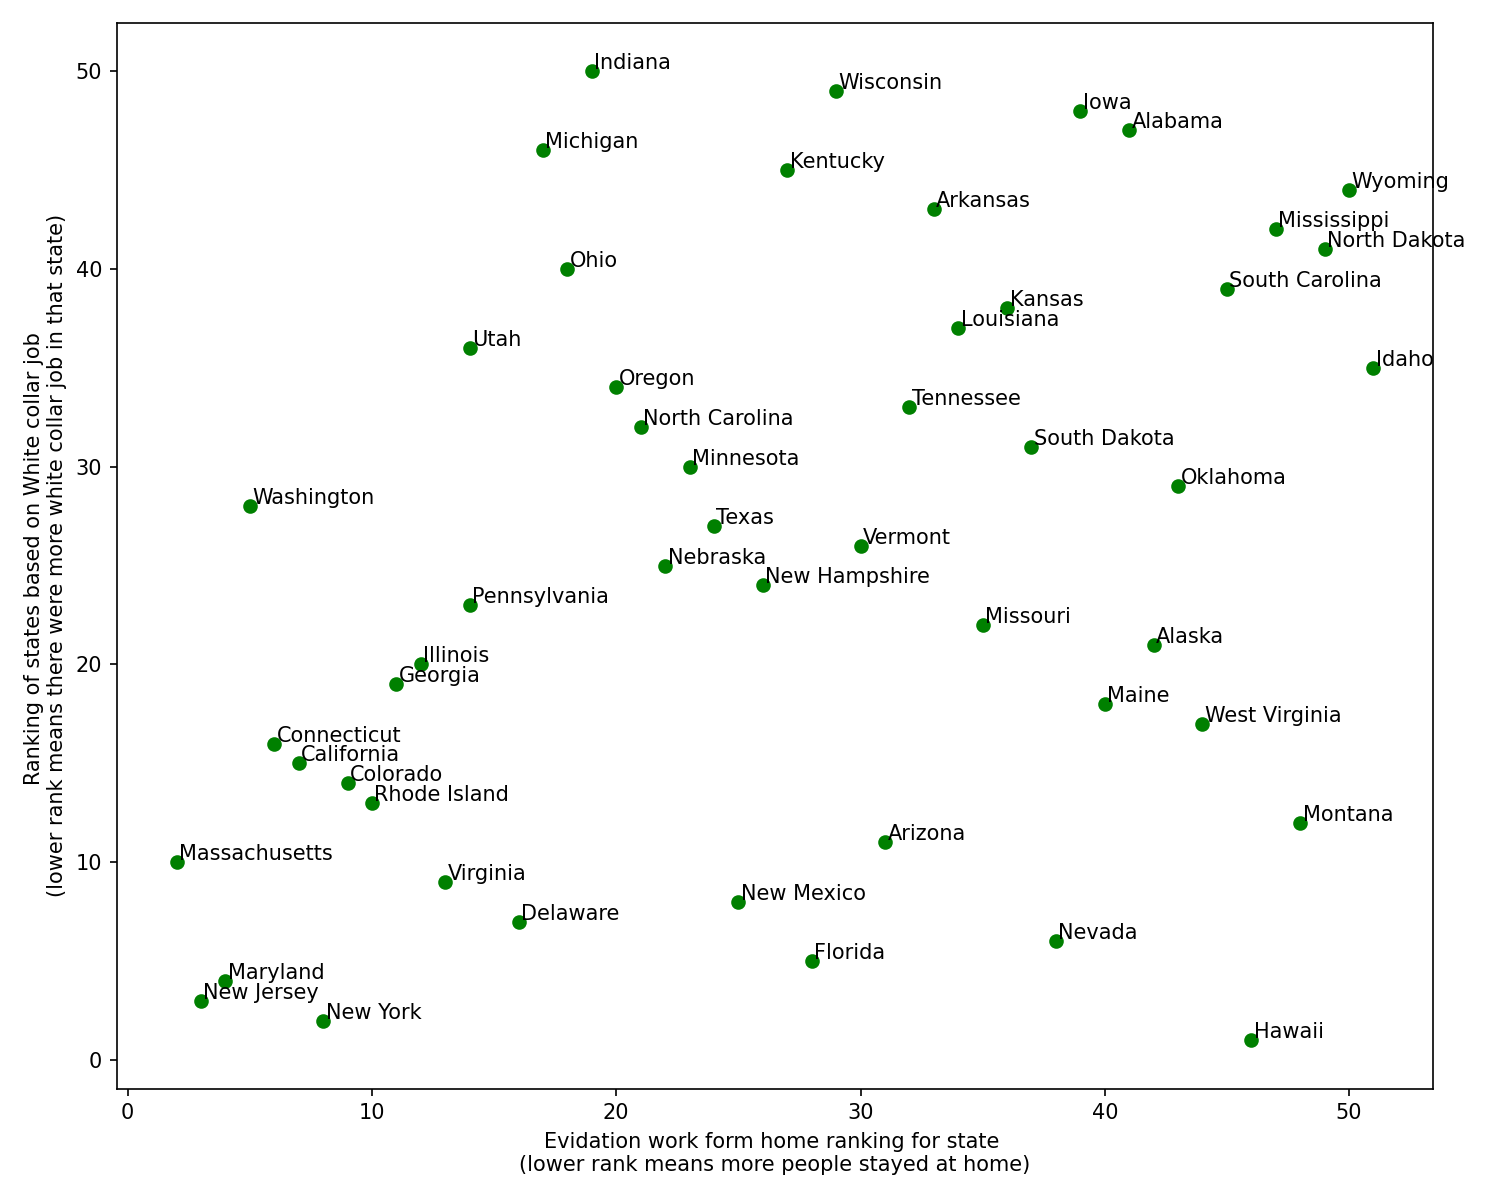 50
40
30
20
10
0
Ranking of states based on White collar job
(lower rank means there were more white collar job in that state)
Indiana
Wisconsin
Iowa
Alabama
Michigan
Kentucky
Wyoming
Arkansas
Mississippi
North Dakota
Ohio
South Carolina
Kansas
Louisiana
Utah
Idaho
Oregon
Tennessee
North Carolina
South Dakota
Minnesota
Oklahoma
Washington
Texas
Vermont
Nebraska
New Hampshire
Pennsylvania
Missouri
Alaska
Illinois
Georgia
Maine
West Virginia
Connecticut
California
Colorado
Rhode Island
Montana
Arizona
Massachusetts
Virginia
New Mexico
Delaware
Nevada
Florida
Maryland
New Jersey
New York
Hawaii
0 10 20 30 40 50
Evidation work form home ranking for state
(lower rank means more people stayed at home)